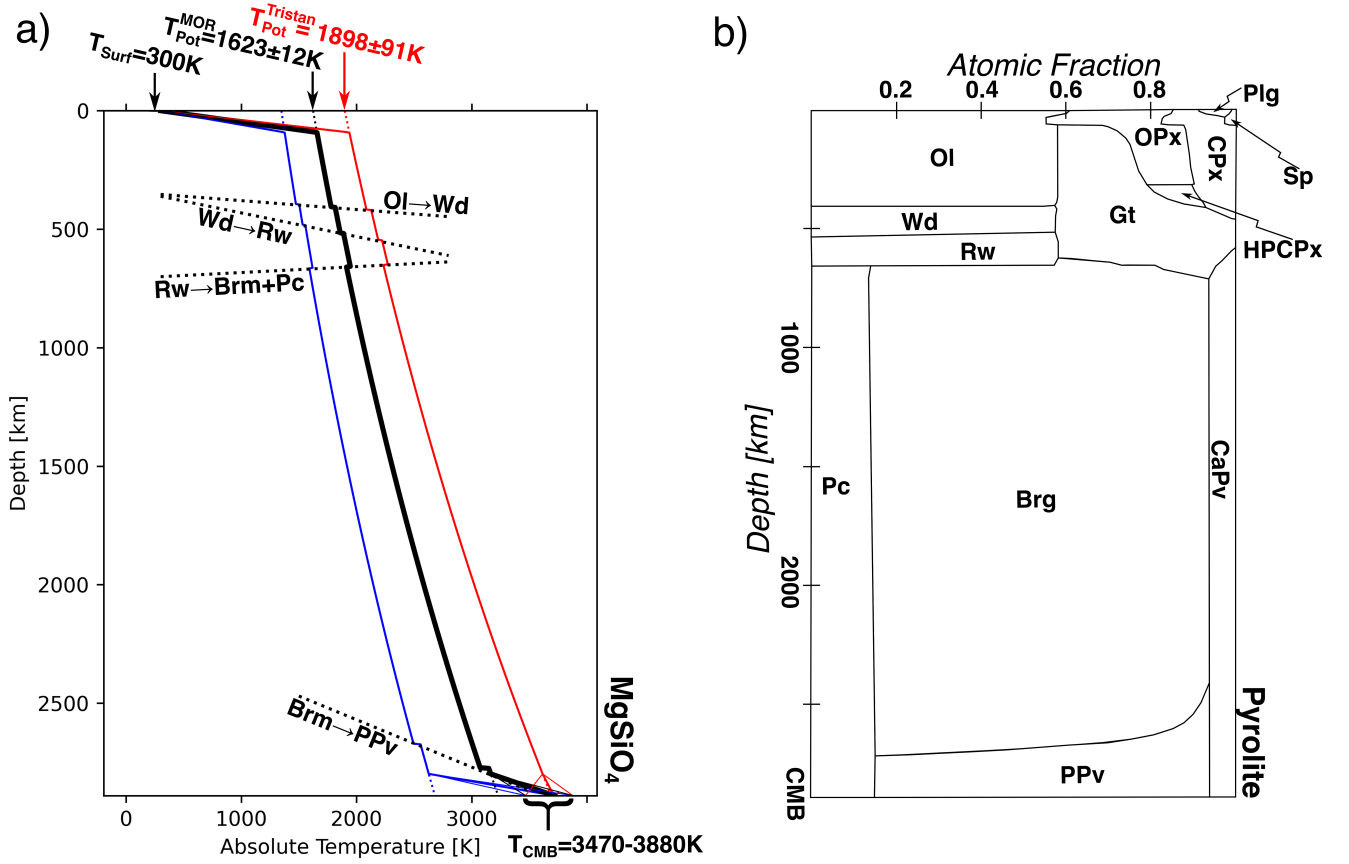 a)
T_Surf=300K
T_Pot^MOR=1623±12K
T_Pot^Tristan = 1898±91K
0
500
1000
1500
2000
2500
Depth [km]
Ol→Wd
Wd→Rw
Rw→Brm+Pc
Brm→PPv
MgSiO₄
0
1000
2000
3000
Absolute Temperature [K]
T_CMB=3470-3880K
b)
Atomic Fraction
0.2
0.4
0.6
0.8
Plg
Sp
HPCPx
Ol
OPx
CPx
Wd
Gt
Rw
1000
2000
CMB
Depth [km]
Pc
Brg
CaPv
PPv
Pyrolite